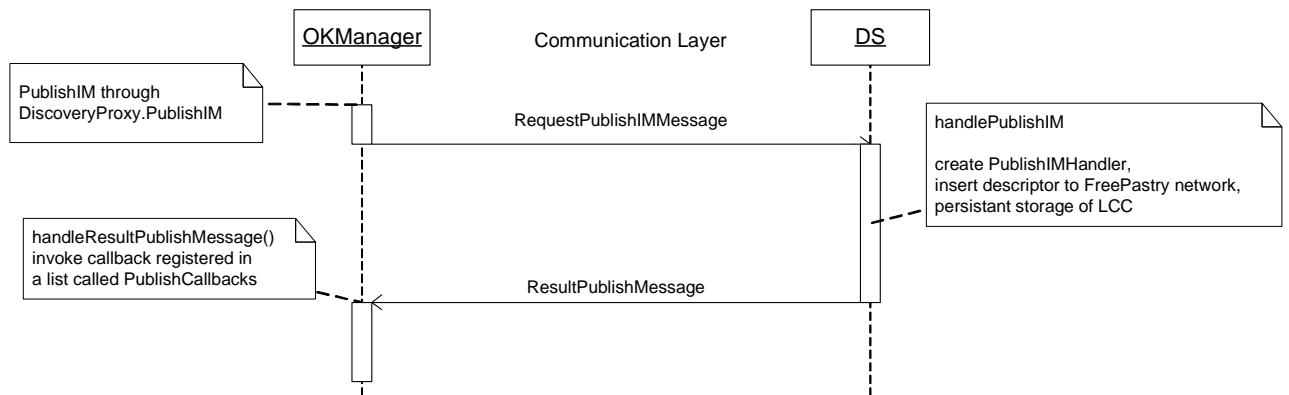 OKManager
Communication Layer
DS
PublishIM through
DiscoveryProxy.PublishIM
RequestPublishIMMessage
handlePublishIM
create PublishIMHandler,
insert descriptor to FreePastry network,
persistant storage of LCC
handleResultPublishMessage()
invoke callback registered in
a list called PublishCallbacks
ResultPublishMessage